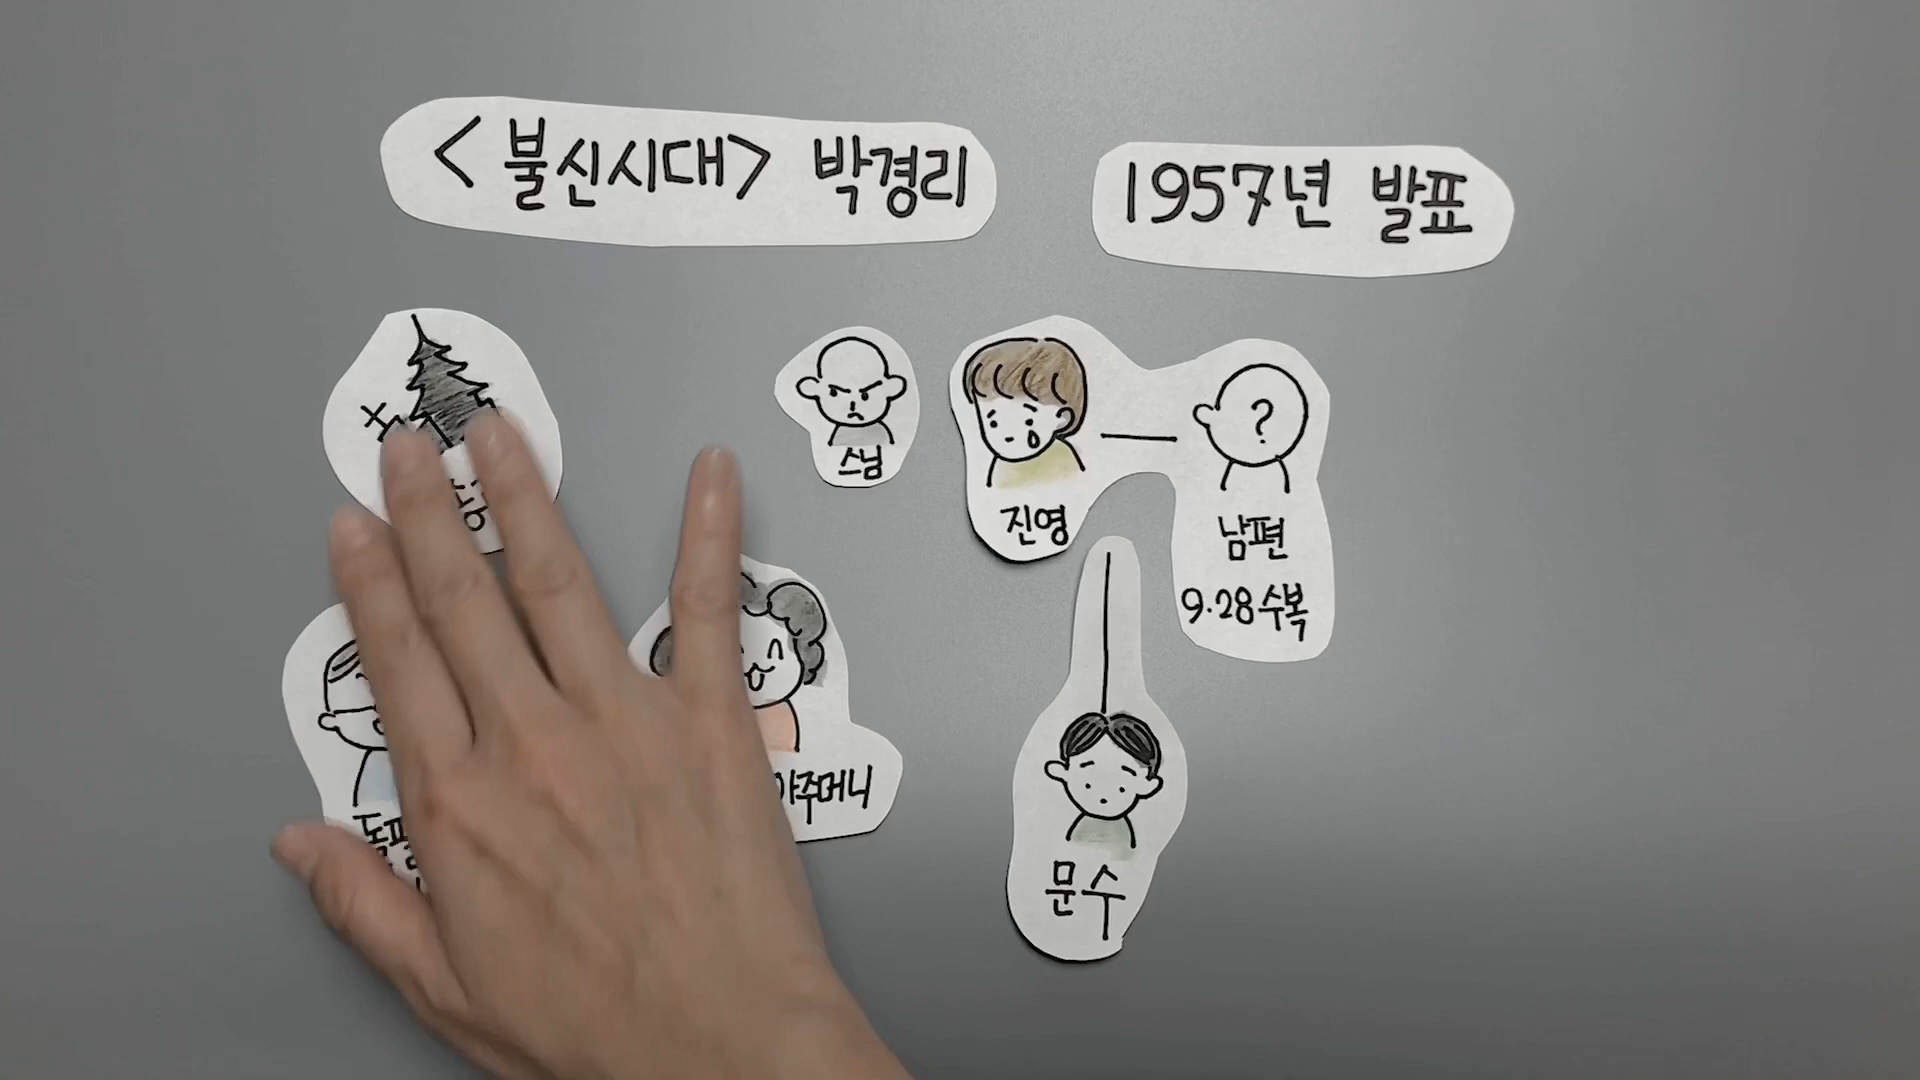 <불신시대> 박경리
1957년 발표
스님
진영
남편
9.28 수복
아주머니
문수